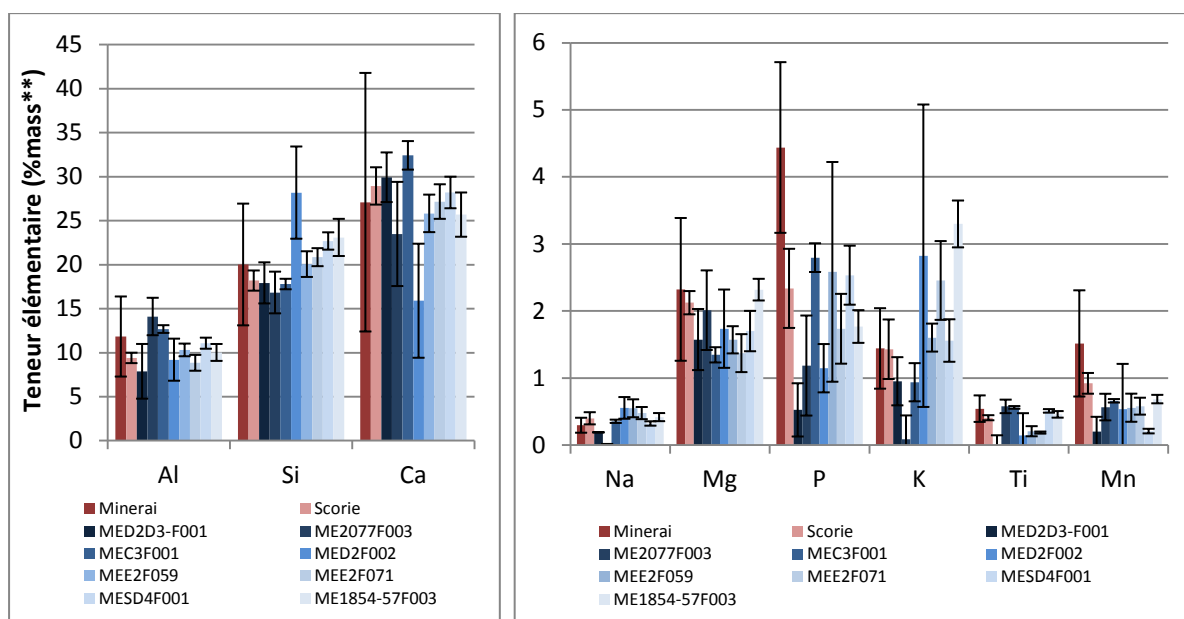 Teneur élémentaire (%mass**)
45
40
35
30
25
20
15
10
5
0
Al Si Ca
Minerai Scorie
MED2D3-F001 ME2077F003
MEC3F001 MED2F002
MEE2F059 MEE2F071
MESD4F001 ME1854-57F003
6
5
4
3
2
1
0
Na Mg P K Ti Mn
Minerai Scorie MED2D3-F001
ME2077F003 MEC3F001 MED2F002
MEE2F059 MEE2F071 MESD4F001
ME1854-57F003